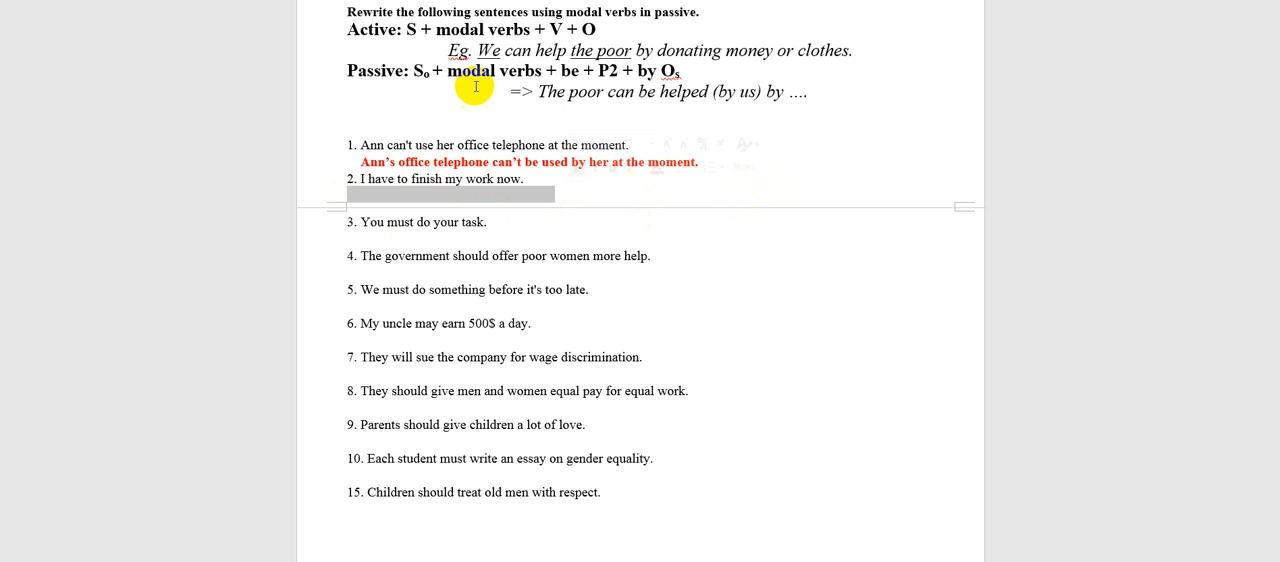 Rewrite the following sentences using modal verbs in passive.
Active: S + modal verbs + V + O
Eg. We can help the poor by donating money or clothes.
Passive: So + modal verbs + be + P2 + by Os
=> The poor can be helped (by us) by ....
1. Ann can't use her office telephone at the moment.
Ann's office telephone can't be used by her at the moment.
2. I have to finish my work now.
3. You must do your task.
4. The government should offer poor women more help.
5. We must do something before it's too late.
6. My uncle may earn 500$ a day.
7. They will sue the company for wage discrimination.
8. They should give men and women equal pay for equal work.
9. Parents should give children a lot of love.
10. Each student must write an essay on gender equality.
15. Children should treat old men with respect.